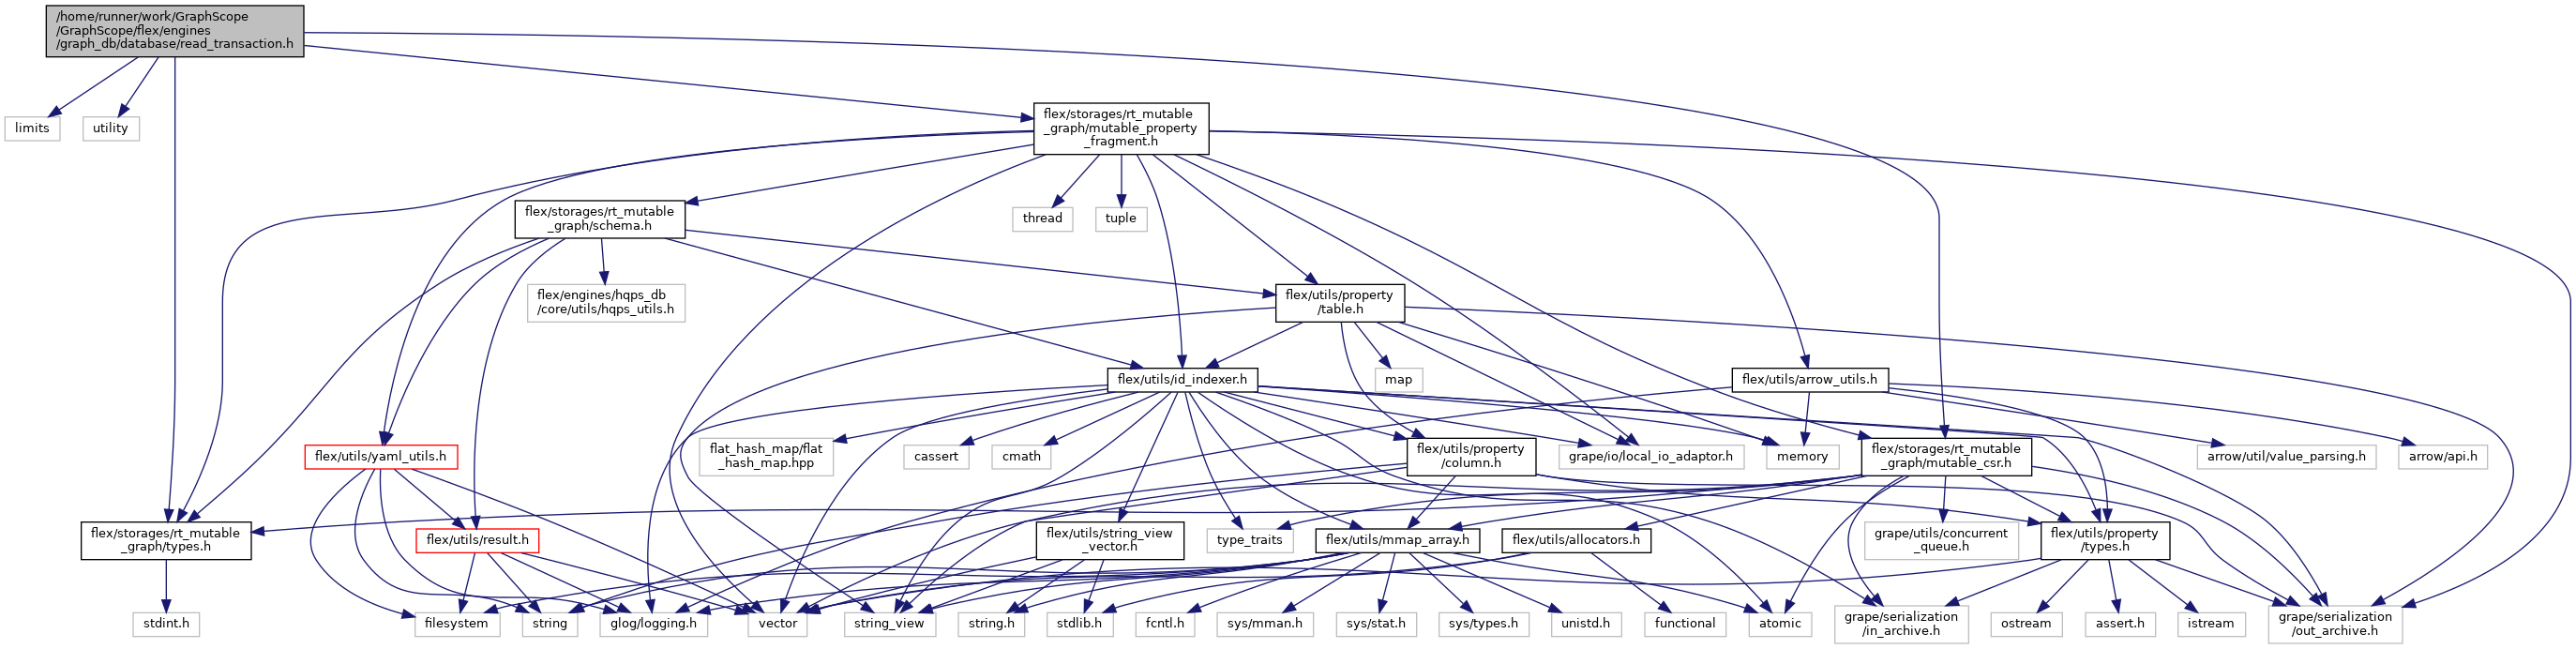 /home/runner/work/GraphScope
/GraphScope/flex/engines
/graph_db/database/read_transaction.h
limits
utility
flex/storages/rt_mutable
_graph/mutable_property
_fragment.h
flex/storages/rt_mutable
_graph/schema.h
thread
tuple
flex/engines/hqps_db
/core/utils/hqps_utils.h
flex/utils/property
/table.h
flex/utils/id_indexer.h
map
flex/utils/arrow_utils.h
flex/utils/yaml_utils.h
flat_hash_map/flat
_hash_map.hpp
cassert
cmath
flex/utils/property
/column.h
grape/io/local_io_adaptor.h
memory
flex/storages/rt_mutable
_graph/mutable_csr.h
arrow/util/value_parsing.h
arrow/api.h
flex/storages/rt_mutable
_graph/types.h
flex/utils/result.h
flex/utils/string_view
_vector.h
type_traits
flex/utils/mmap_array.h
flex/utils/allocators.h
grape/utils/concurrent
_queue.h
flex/utils/property
/types.h
stdint.h
filesystem
string
glog/logging.h
vector
string_view
string.h
stdlib.h
fcntl.h
sys/mman.h
sys/stat.h
sys/types.h
unistd.h
functional
atomic
grape/serialization
/in_archive.h
ostream
assert.h
istream
grape/serialization
/out_archive.h